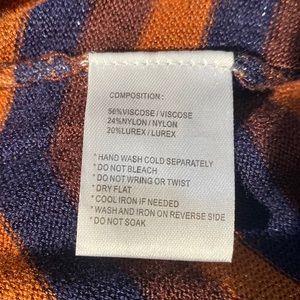 COMPOSITION :
56%VISCOSE / VISCOSE
24%NYLON / NYLON
20%LUREX / LUREX
* HAND WASH COLD SEPARATELY
* DO NOT BLEACH
* DO NOT WRING OR TWIST
* DRY FLAT
* COOL IRON IF NEEDED
* WASH AND IRON ON REVERSE SIDE
* DO NOT SOAK